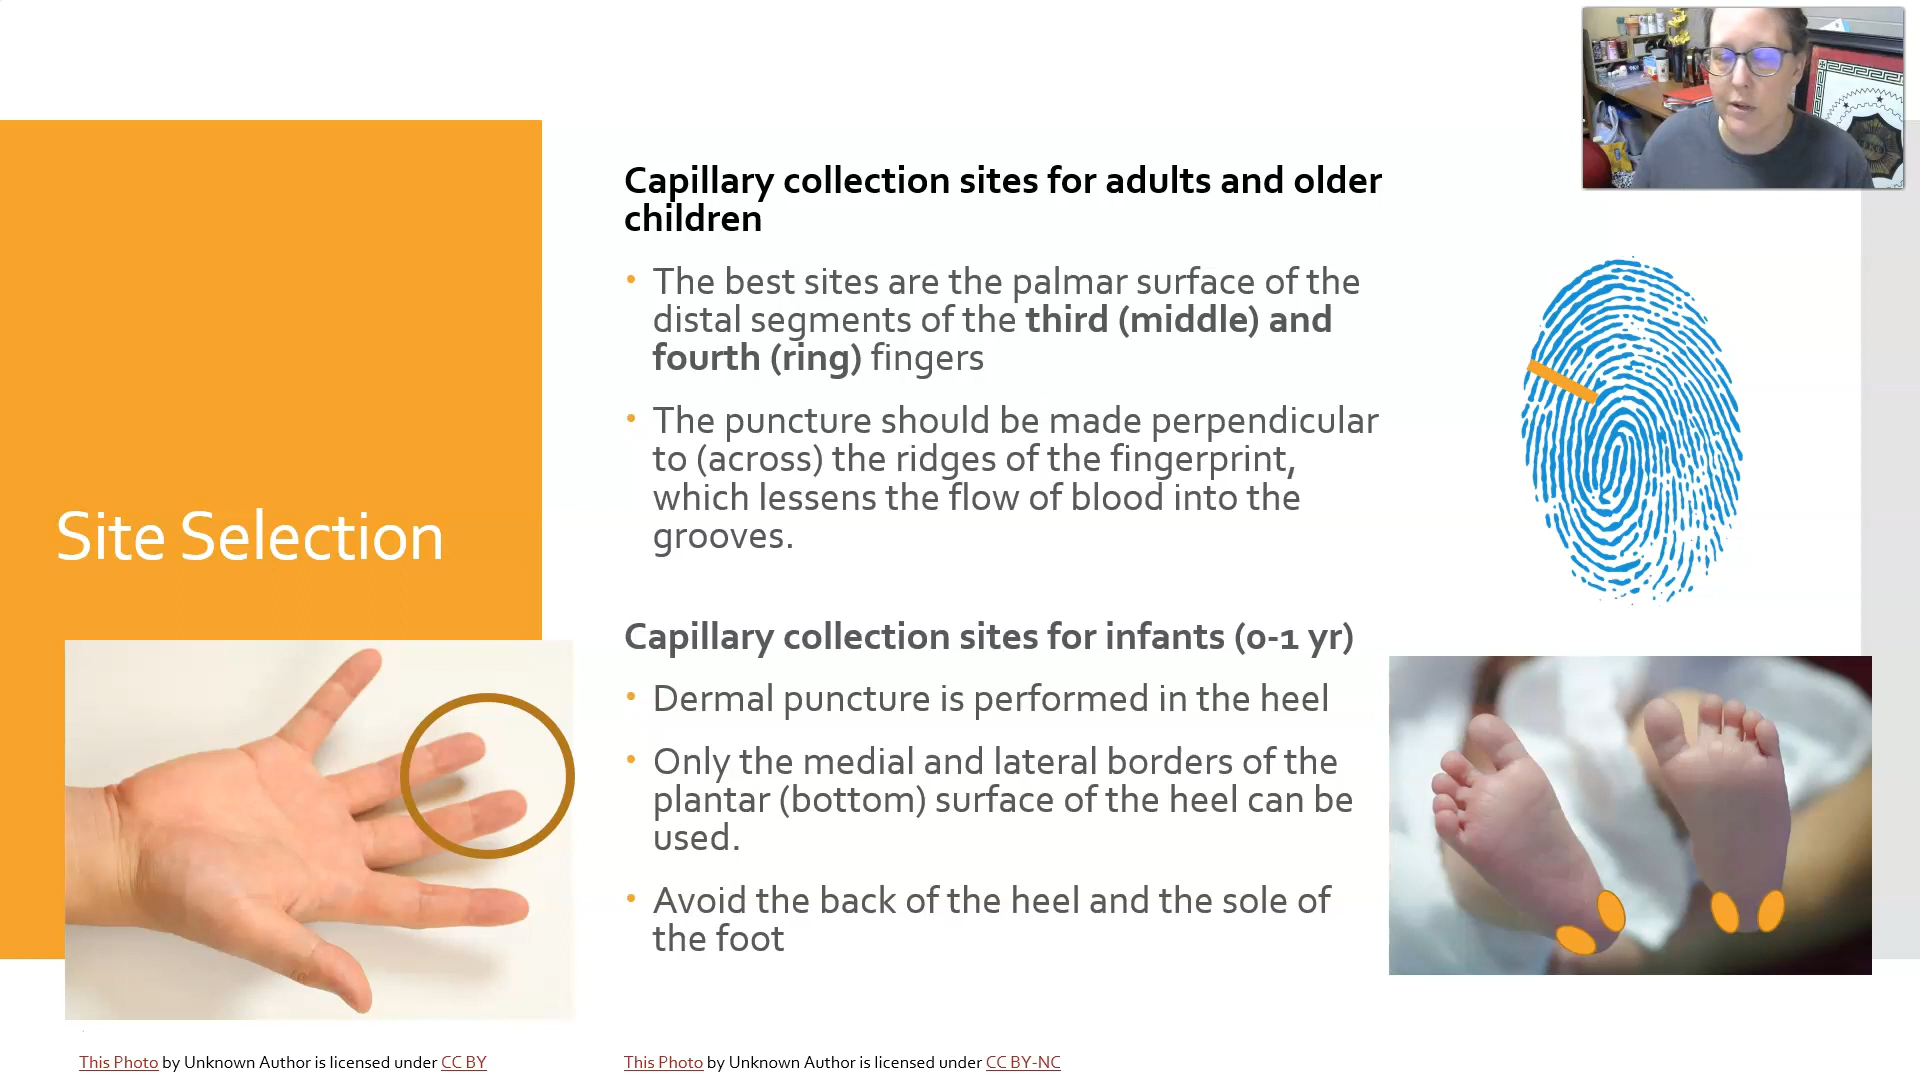 Site Selection
Capillary collection sites for adults and older
children
• The best sites are the palmar surface of the
distal segments of the third (middle) and
fourth (ring) fingers
• The puncture should be made perpendicular
to (across) the ridges of the fingerprint,
which lessens the flow of blood into the
grooves.
Capillary collection sites for infants (0-1 yr)
• Dermal puncture is performed in the heel
• Only the medial and lateral borders of the
plantar (bottom) surface of the heel can be
used.
• Avoid the back of the heel and the sole of
the foot
This Photo by Unknown Author is licensed under CC BY
This Photo by Unknown Author is licensed under CC BY-NC